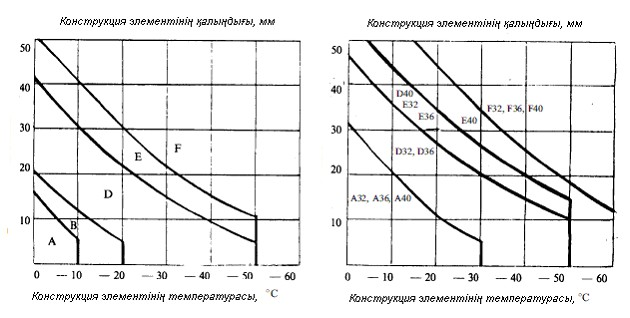 Конструкция элементінің қалыңдығы, мм
50
40
30
20
10
F
E
D
B
A
0 — 10 — 20 — 30 — 40 — 50 — 60
Конструкция элементінің температурасы, °С
Конструкция элементінің қалыңдығы, мм
50
40
30
20
10
D40
E32
E36
E40
F32, F36, F40
D32, D36
A32, A36, A40
0 — 10 — 20 — 30 — 40 — 50 — 60
Конструкция элементінің температурасы, °С